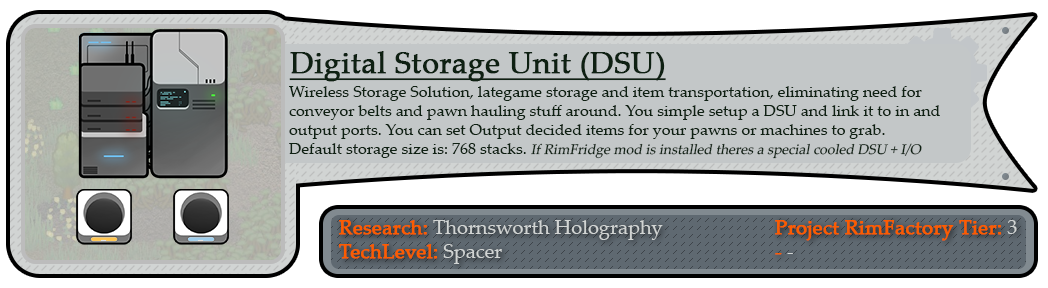 Digital Storage Unit (DSU)
Wireless Storage Solution, lategame storage and item transportation, eliminating need for
conveyor belts and pawn hauling stuff around. You simple setup a DSU and link it to in and
output ports. You can set Output decided items for your pawns or machines to grab.
Default storage size is: 768 stacks. If RimFridge mod is installed theres a special cooled DSU + I/O
Research: Thornsworth Holography
Project RimFactory Tier: 3
TechLevel: Spacer
- -